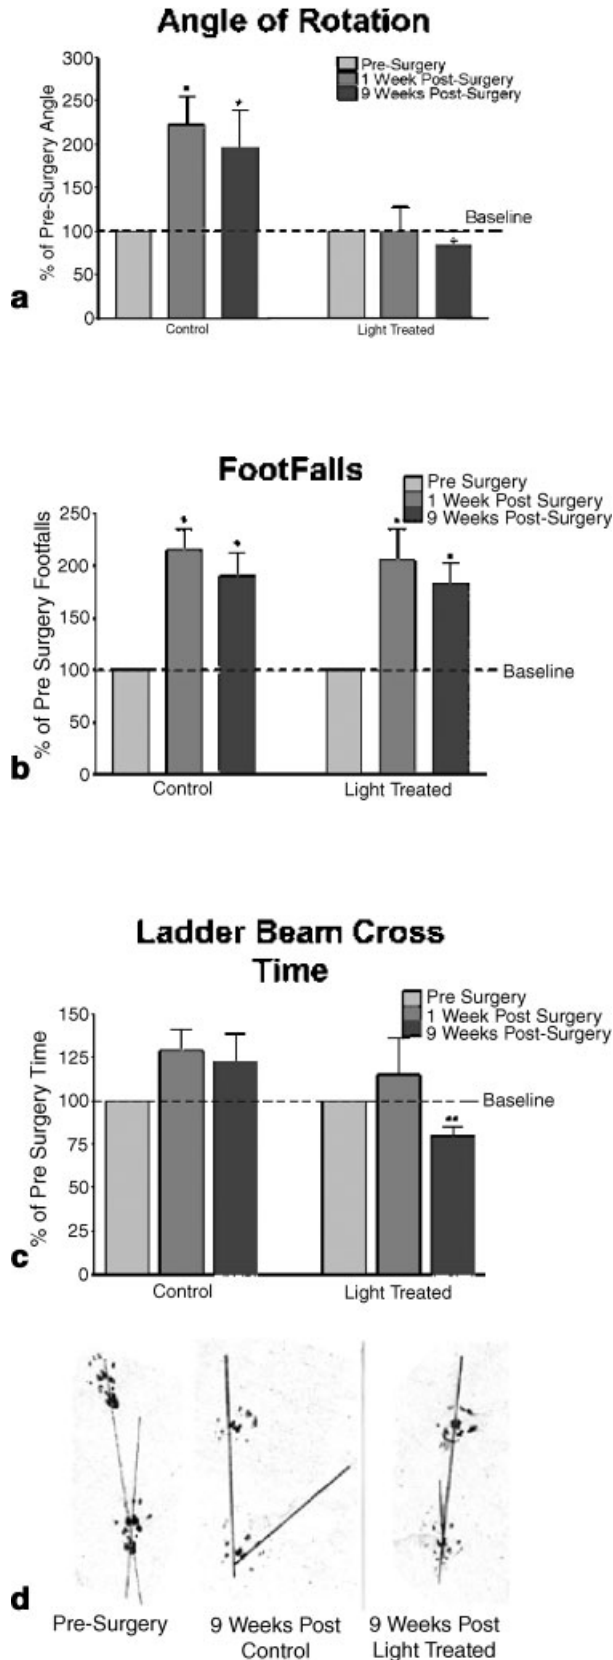 Angle of Rotation
Pre-Surgery
1 Week Post-Surgery
9 Weeks Post-Surgery
% of Pre-Surgery Angle
300
250
200
150
100
50
0
Baseline
Control
Light Treated
a
FootFalls
Pre Surgery
1 Week Post Surgery
9 Weeks Post-Surgery
% of Pre Surgery Footfalls
250
200
150
100
50
0
Baseline
Control
Light Treated
b
Ladder Beam Cross
Time
Pre Surgery
1 Week Post Surgery
9 Weeks Post-Surgery
% of Pre Surgery Time
150
125
100
75
50
25
0
**
Baseline
Control
Light Treated
c
d
Pre-Surgery
9 Weeks Post
Control
9 Weeks Post
Light Treated